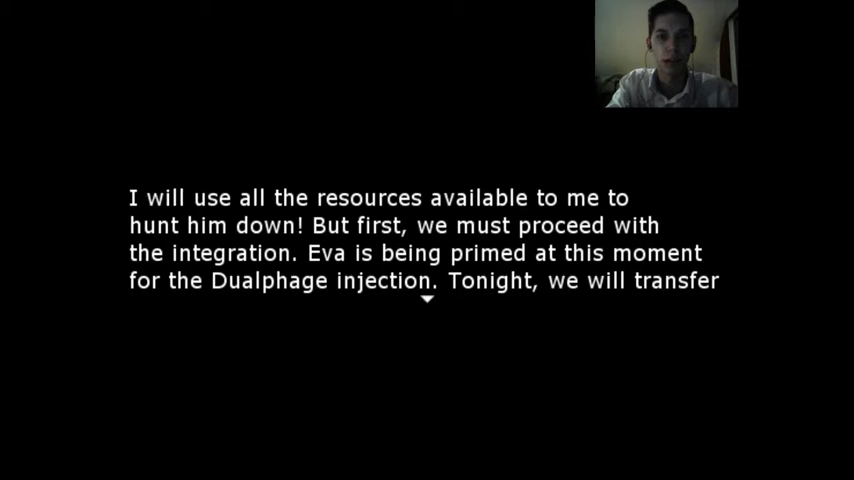 I will use all the resources available to me to
hunt him down! But first, we must proceed with
the integration. Eva is being primed at this moment
for the Dualphage injection. Tonight, we will transfer